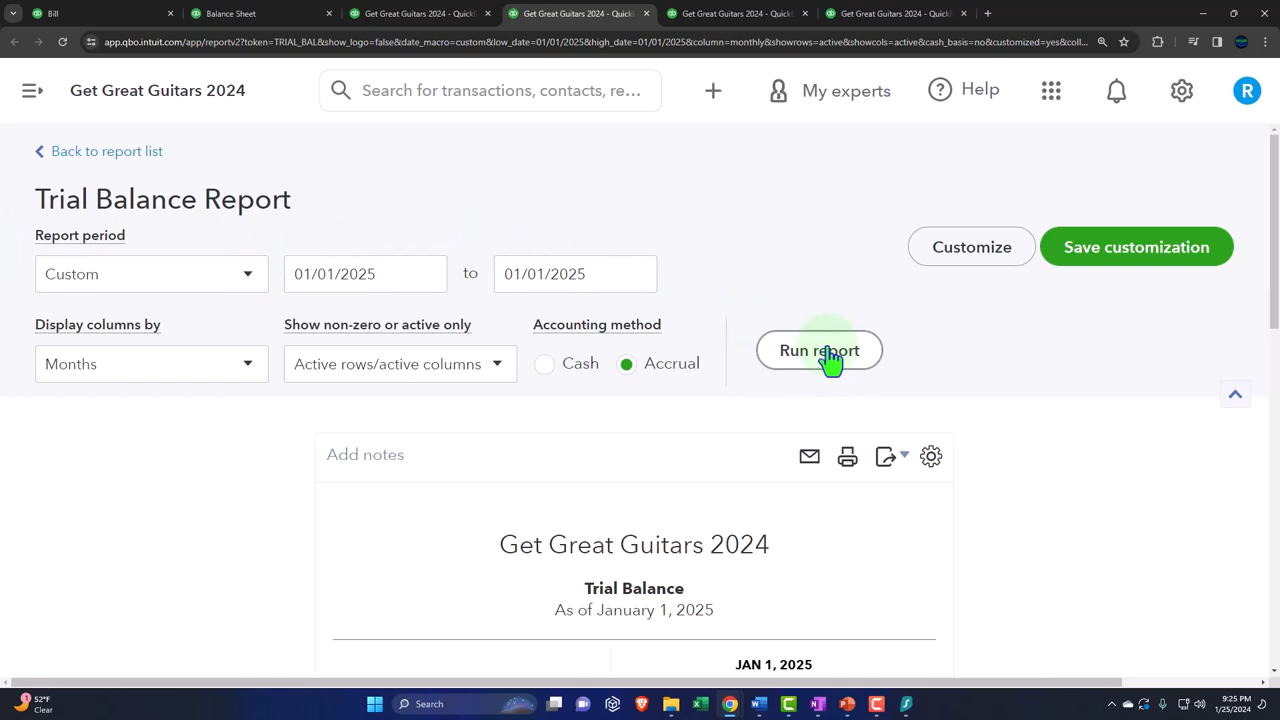 Bill
Balance Sheet
Get Great Guitars 2024 - Quick
Get Great Guitars 2024 - Quick
Get Great Guitars 2024 - Quick
Get Great Guitars 2024 - Quick
app.qbo.intuit.com/app/reportv2?token=TRIAL_BAL&show_logo=false&date_macro=custom&low_date=01/01/2025&high_date=01/01/2025&column=monthly&showrows=active&showcols=active&cash_basis=no&customized=yes&coll...
Get Great Guitars 2024
Search for transactions, contacts, re...
My experts
Help
R
Back to report list
Trial Balance Report
Report period
Customize
Save customization
Custom
01/01/2025
to
01/01/2025
Display columns by
Show non-zero or active only
Accounting method
Run report
Months
Active rows/active columns
Cash
Accrual
Add notes
Get Great Guitars 2024
Trial Balance
As of January 1, 2025
JAN 1, 2025
52°F
Clear
Search
9:25 PM
1/25/2024